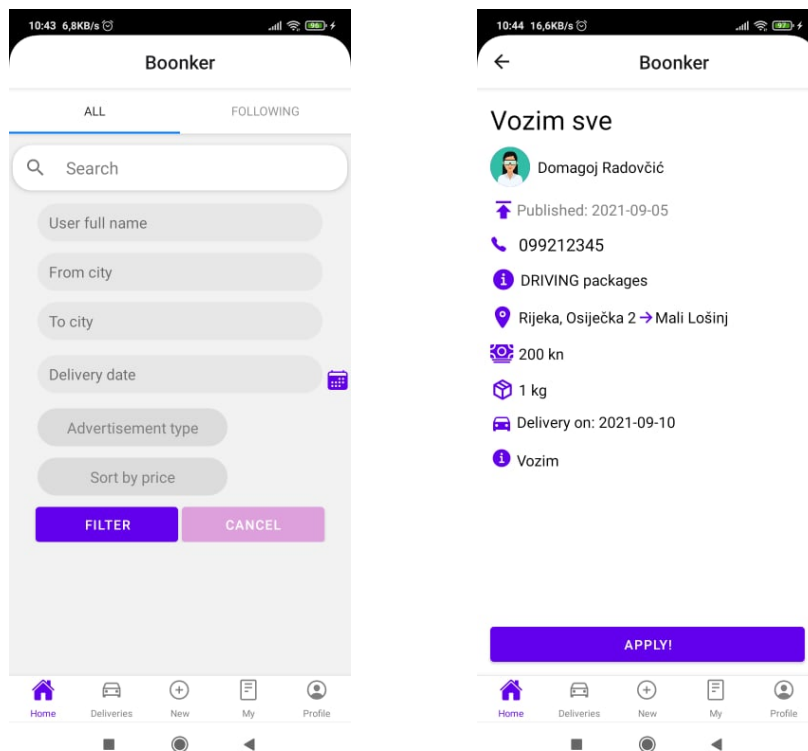 10:43 6,8KB/s
96
Boonker
ALL FOLLOWING
Search
User full name
From city
To city
Delivery date
Advertisement type
Sort by price
FILTER CANCEL
Home Deliveries New My Profile
10:44 16,6KB/s
97
Boonker
Vozim sve
Domagoj Radovčić
Published: 2021-09-05
099212345
DRIVING packages
Rijeka, Osiječka 2 → Mali Lošinj
200 kn
1 kg
Delivery on: 2021-09-10
Vozim
APPLY!
Home Deliveries New My Profile